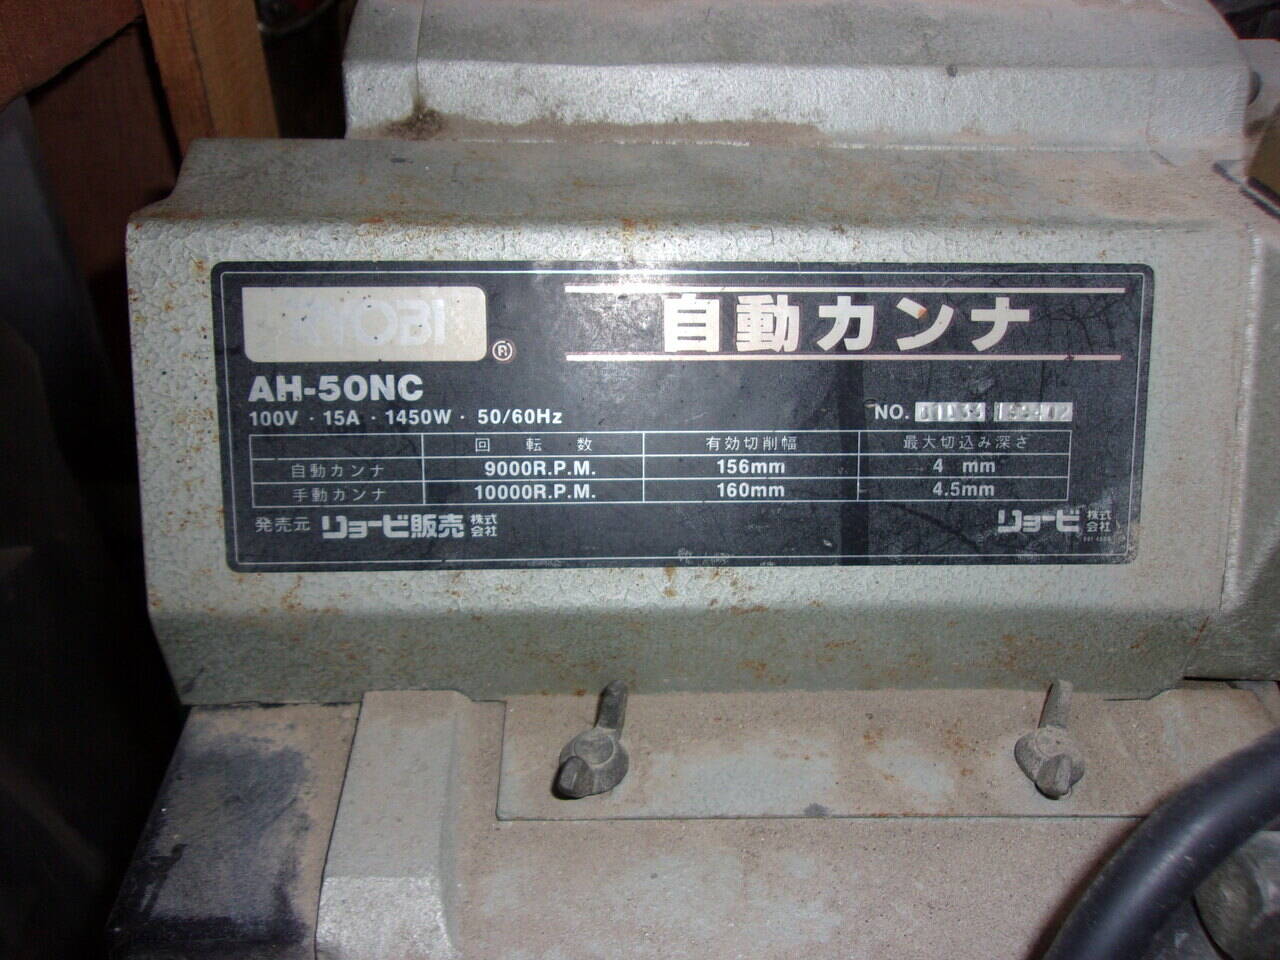 RYOBI ®
自動カンナ
AH-50NC
100V · 15A · 1450W · 50/60Hz
NO.
回転数 有効切削幅 最大切込み深さ
自動カンナ 9000R.P.M. 156mm 4 mm
手動カンナ 10000R.P.M. 160mm 4.5mm
発売元 リョービ販売株式会社
リョービ株式会社